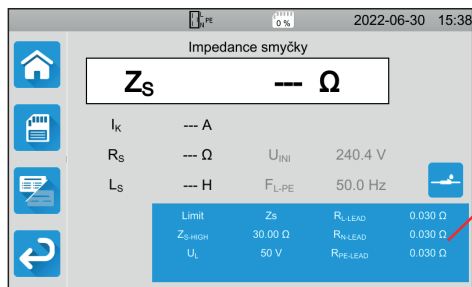 L N PE 0 % 2022-06-30 15:38
Impedance smyčky
ZS --- Ω
IK --- A
RS --- Ω UINI 240.4 V
LS --- H FL-PE 50.0 Hz
Limit Zs RL-LEAD 0.030 Ω
ZS-HIGH 30.00 Ω RN-LEAD 0.030 Ω
UL 50 V RPE-LEAD 0.030 Ω